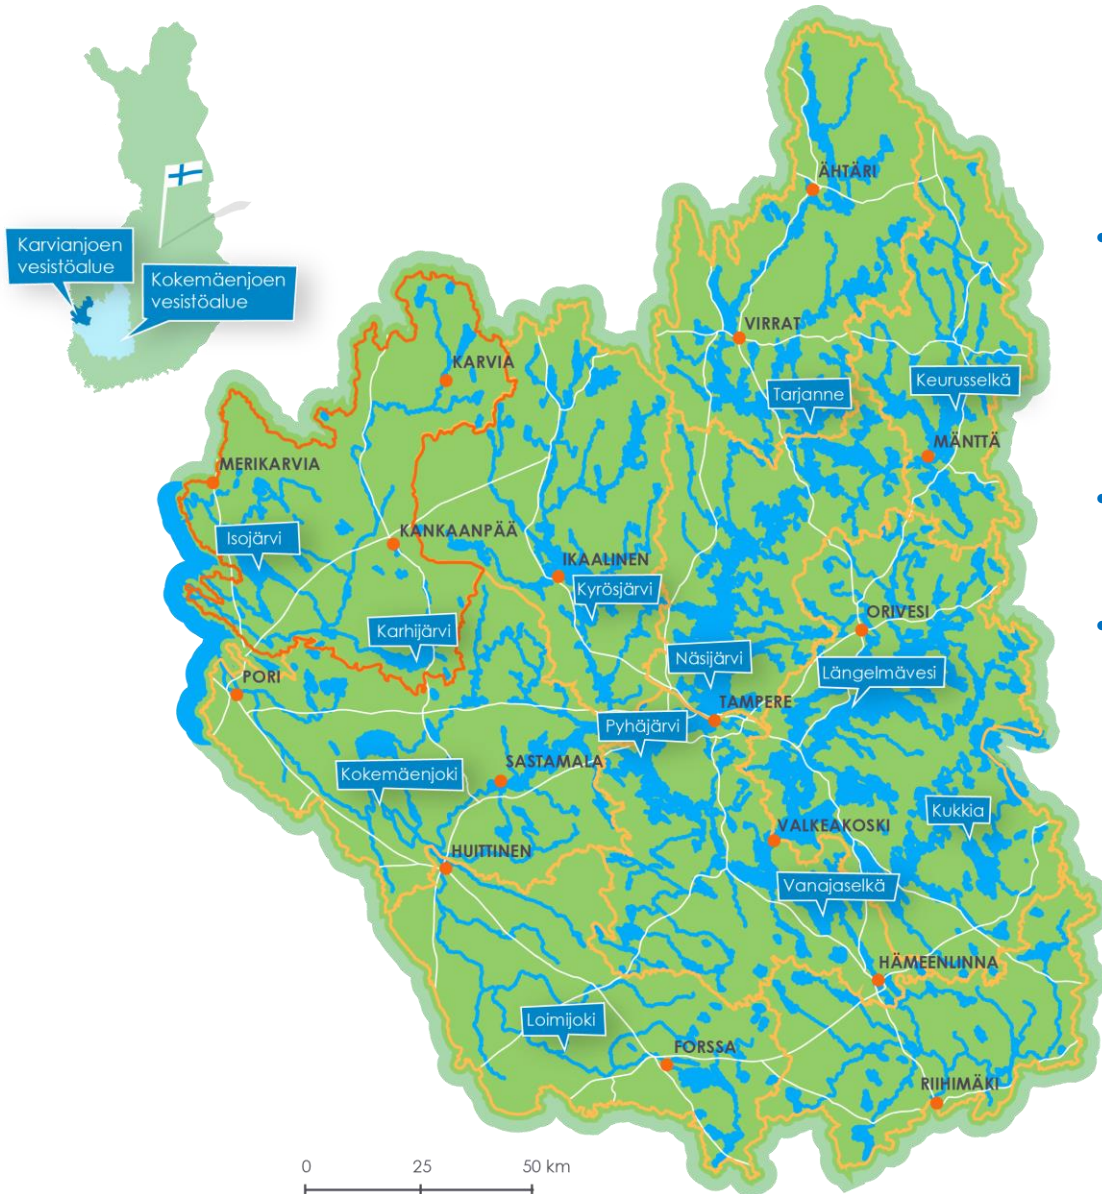 ÄHTÄRI
Karvianjoen
vesistöalue
Kokemäenjoen
vesistöalue
VIRRAT
KARVIA
Tarjanne
Keurusselkä
MÄNTTÄ
MERIKARVIA
KANKAANPÄÄ
Isojärvi
IKAALINEN
Kyrösjärvi
ORIVESI
Karhijärvi
Näsijärvi
Längelmävesi
PORI
TAMPERE
Pyhäjärvi
SASTAMALA
Kokemäenjoki
Kukkia
VALKEAKOSKI
HUITTINEN
Vanajaselkä
HÄMEENLINNA
Loimijoki
FORSSA
RIIHIMÄKI
0 25 50 km